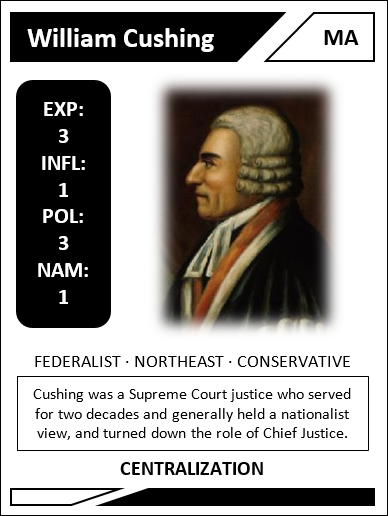 William Cushing
MA
EXP:
3
INFL:
1
POL:
3
NAM:
1
FEDERALIST · NORTHEAST · CONSERVATIVE
Cushing was a Supreme Court justice who served
for two decades and generally held a nationalist
view, and turned down the role of Chief Justice.
CENTRALIZATION